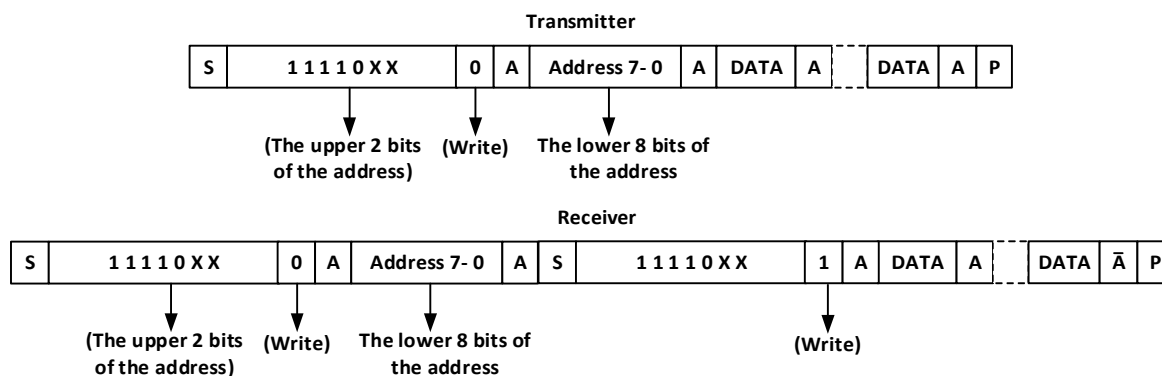 Transmitter
S 1 1 1 1 0 X X 0 A Address 7- 0 A DATA A DATA A P
(The upper 2 bits of the address) (Write) The lower 8 bits of the address
Receiver
S 1 1 1 1 0 X X 0 A Address 7- 0 A S 1 1 1 1 0 X X 1 A DATA A DATA Ā P
(The upper 2 bits of the address) (Write) The lower 8 bits of the address (Write)